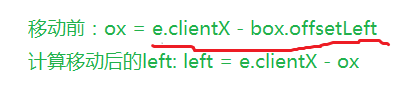 移动前：ox = e.clientX - box.offsetLeft
计算移动后的left: left = e.clientX - ox